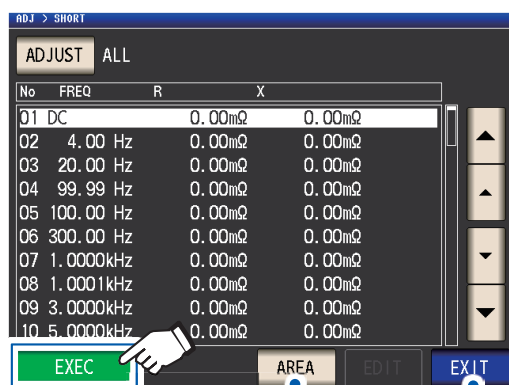 ADJ > SHORT
ADJUST ALL
No FREQ R X
01 DC 0.00mΩ 0.00mΩ
02 4.00 Hz 0.00mΩ 0.00mΩ
03 20.00 Hz 0.00mΩ 0.00mΩ
04 99.99 Hz 0.00mΩ 0.00mΩ
05 100.00 Hz 0.00mΩ 0.00mΩ
06 300.00 Hz 0.00mΩ 0.00mΩ
07 1.0000kHz 0.00mΩ 0.00mΩ
08 1.0001kHz 0.00mΩ 0.00mΩ
09 3.0000kHz 0.00mΩ 0.00mΩ
10 5.0000kHz 0.00mΩ 0.00mΩ
EXEC AREA EDIT EXIT